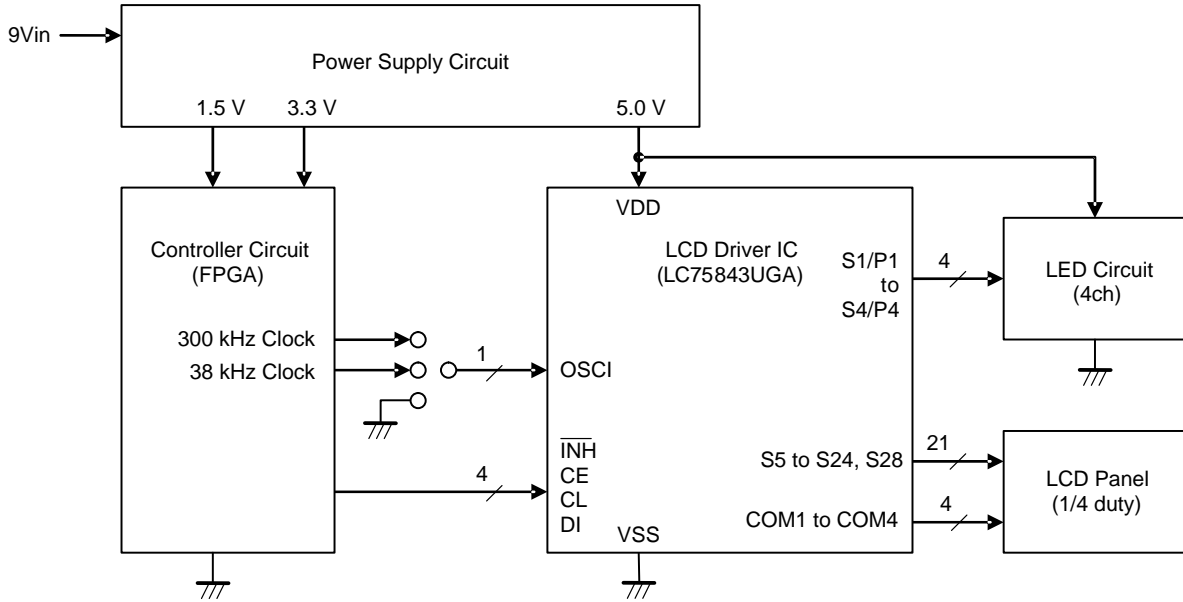 9Vin
Power Supply Circuit
1.5 V
3.3 V
5.0 V
Controller Circuit
(FPGA)
300 kHz Clock
38 kHz Clock
1
4
VDD
LCD Driver IC
(LC75843UGA)
OSCI
INH
CE
CL
DI
VSS
S1/P1
to
S4/P4
S5 to S24, S28
COM1 to COM4
4
21
4
LED Circuit
(4ch)
LCD Panel
(1/4 duty)